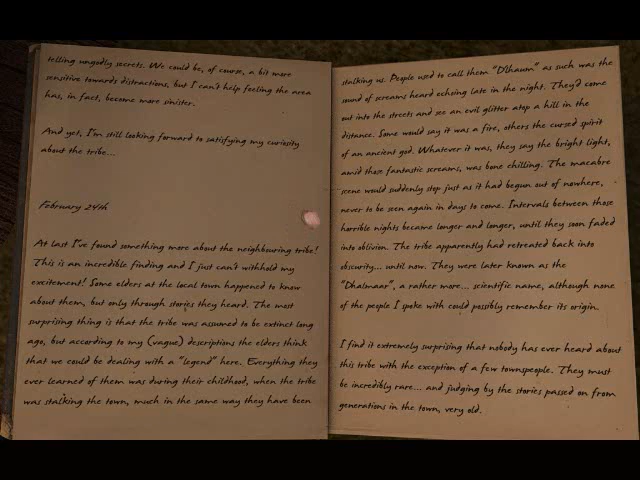 telling ungodly secrets. We could be, of course, a bit more
sensitive towards distractions, but I can't help feeling the area
has, in fact, become more sinister.
And yet, I'm still looking forward to satisfying my curiosity
about the tribe...
February 24th
At last I've found something more about the neighbouring tribe!
This is an incredible finding and I just can't withhold my
excitement! Some elders at the local town happened to know
about them, but only through stories they heard. The most
surprising thing is that the tribe was assumed to be extinct long
ago, but according to my (vague) descriptions the elders think
that we could be dealing with a "legend" here. Everything they
ever learned of them was during their childhood, when the tribe
was stalking the town, much in the same way they have been
stalking us. People used to call them "D'lhaum" as such was the
sound of screams heard echoing late in the night. They'd come
out into the streets and see an evil glitter atop a hill in the
distance. Some would say it was a fire, others the cursed spirit
of an ancient god. Whatever it was, they say the bright light,
amid those fantastic screams, was bone chilling. The macabre
scene would suddenly stop just as it had begun out of nowhere,
never to be seen again in days to come. Intervals between those
horrible nights became longer and longer, until they soon faded
into oblivion. The tribe apparently had retreated back into
obscurity... until now. They were later known as the
"Dhalmaar", a rather more... scientific name, although none
of the people I spoke with could possibly remember its origin.
I find it extremely surprising that nobody has ever heard about
this tribe with the exception of a few townspeople. They must
be incredibly rare... and judging by the stories passed on from
generations in the town, very old.